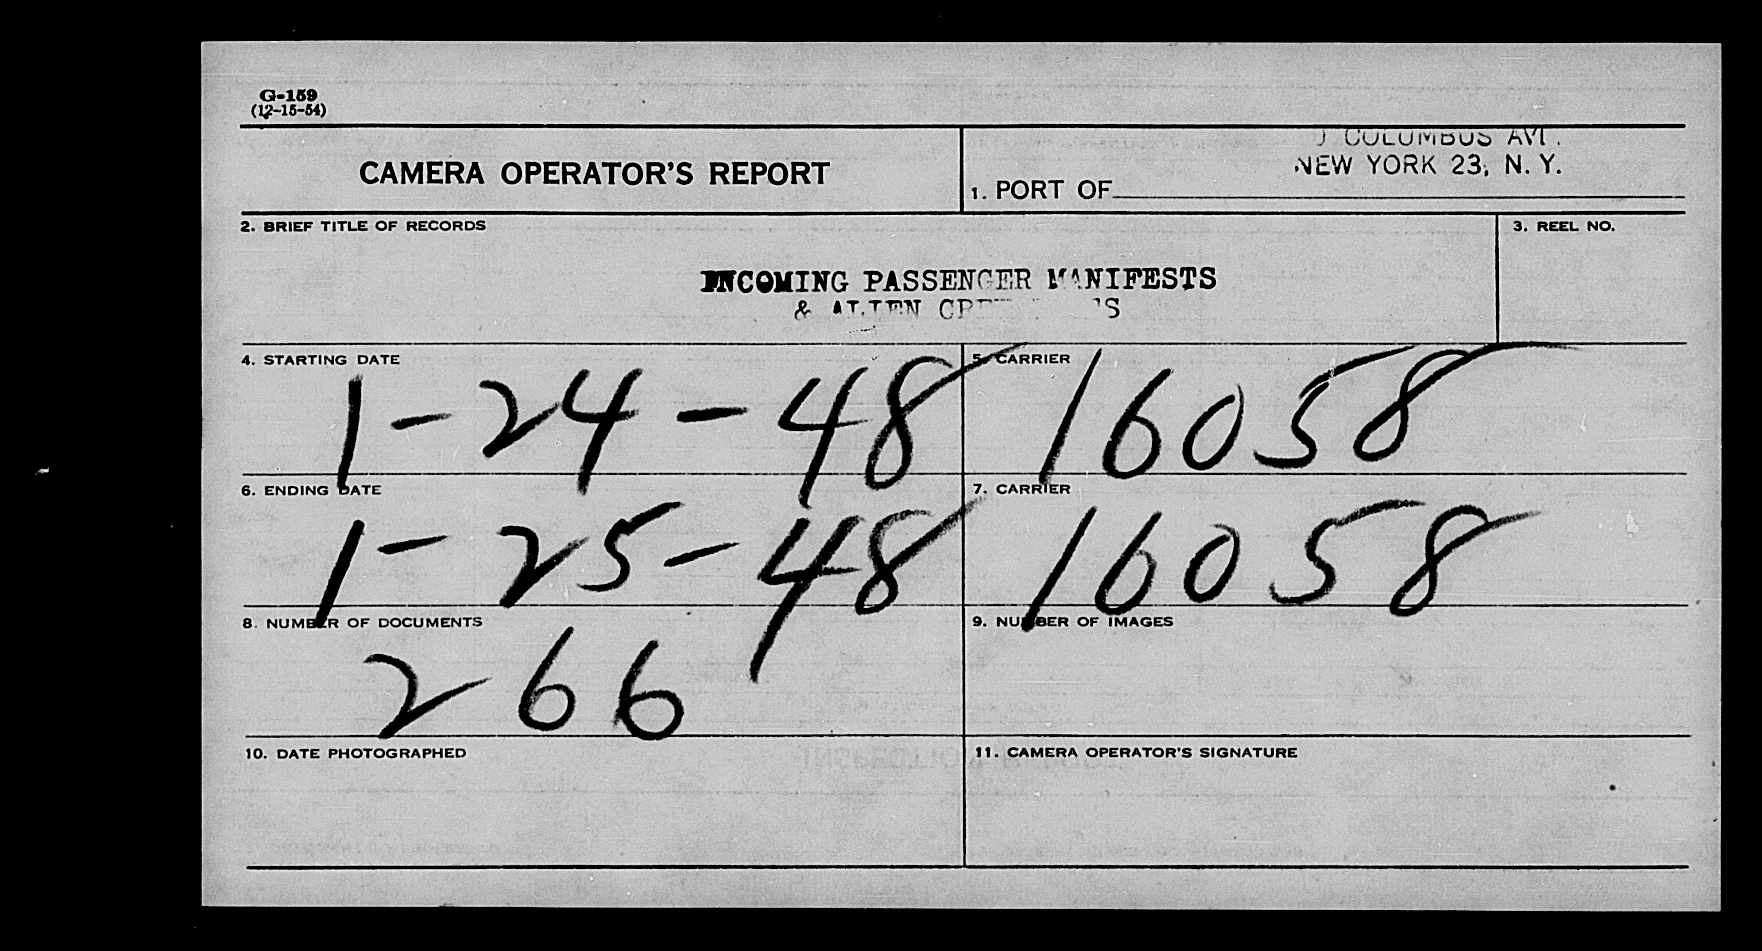 G-159
(12-15-54)
COLUMBUS AVE.
NEW YORK 23, N. Y.
CAMERA OPERATOR'S REPORT
1. PORT OF
2. BRIEF TITLE OF RECORDS
3. REEL NO.
INCOMING PASSENGER MANIFESTS
& ALIEN
4. STARTING DATE
1-24-48
5. CARRIER
16058
6. ENDING DATE
1-25-48
7. CARRIER
16058
8. NUMBER OF DOCUMENTS
266
9. NUMBER OF IMAGES
10. DATE PHOTOGRAPHED
11. CAMERA OPERATOR'S SIGNATURE